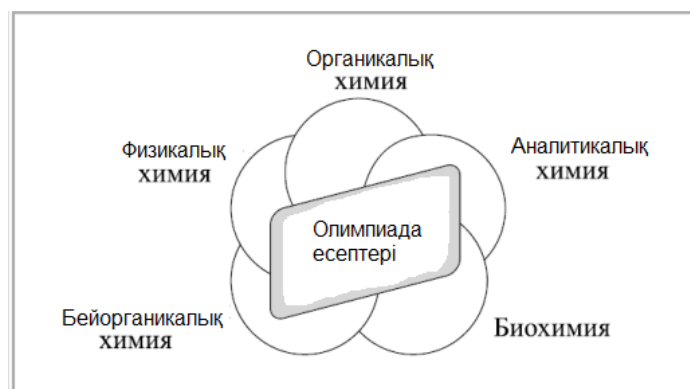 Органикалық
химия
Физикалық
химия
Аналитикалық
химия
Олимпиада
есептері
Бейорганикалық
химия
Биохимия